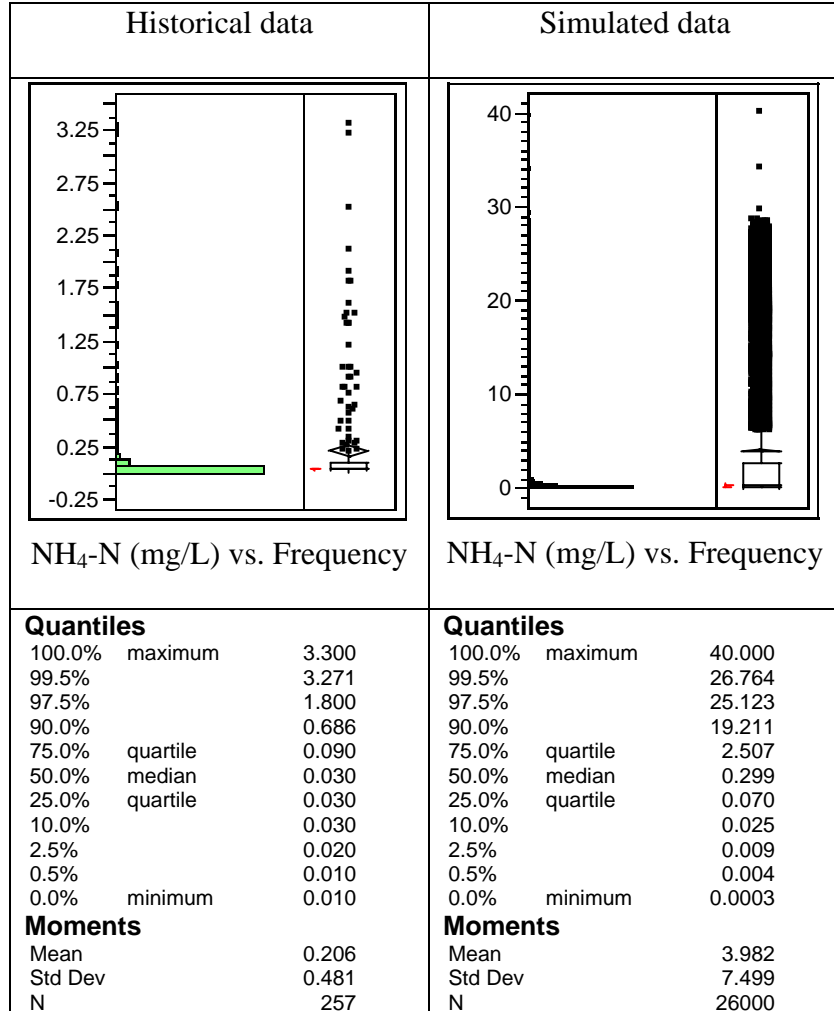 Historical data
3.25
2.75
2.25
1.75
1.25
0.75
0.25
-0.25
NH4-N (mg/L) vs. Frequency
Quantiles
100.0% maximum 3.300
99.5% 3.271
97.5% 1.800
90.0% 0.686
75.0% quartile 0.090
50.0% median 0.030
25.0% quartile 0.030
10.0% 0.030
2.5% 0.020
0.5% 0.010
0.0% minimum 0.010
Moments
Mean 0.206
Std Dev 0.481
N 257
Simulated data
40
30
20
10
0
NH4-N (mg/L) vs. Frequency
Quantiles
100.0% maximum 40.000
99.5% 26.764
97.5% 25.123
90.0% 19.211
75.0% quartile 2.507
50.0% median 0.299
25.0% quartile 0.070
10.0% 0.025
2.5% 0.009
0.5% 0.004
0.0% minimum 0.0003
Moments
Mean 3.982
Std Dev 7.499
N 26000